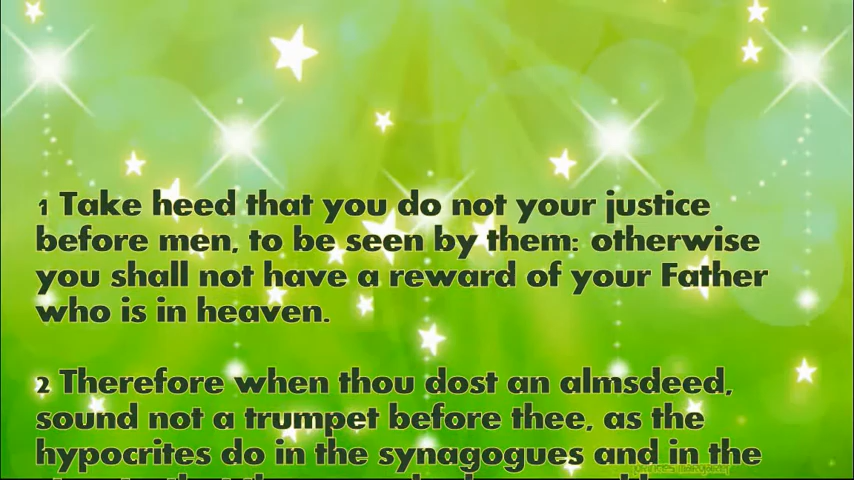 1 Take heed that you do not your justice
before men, to be seen by them: otherwise
you shall not have a reward of your Father
who is in heaven.
2 Therefore when thou dost an almsdeed,
sound not a trumpet before thee, as the
hypocrites do in the synagogues and in the